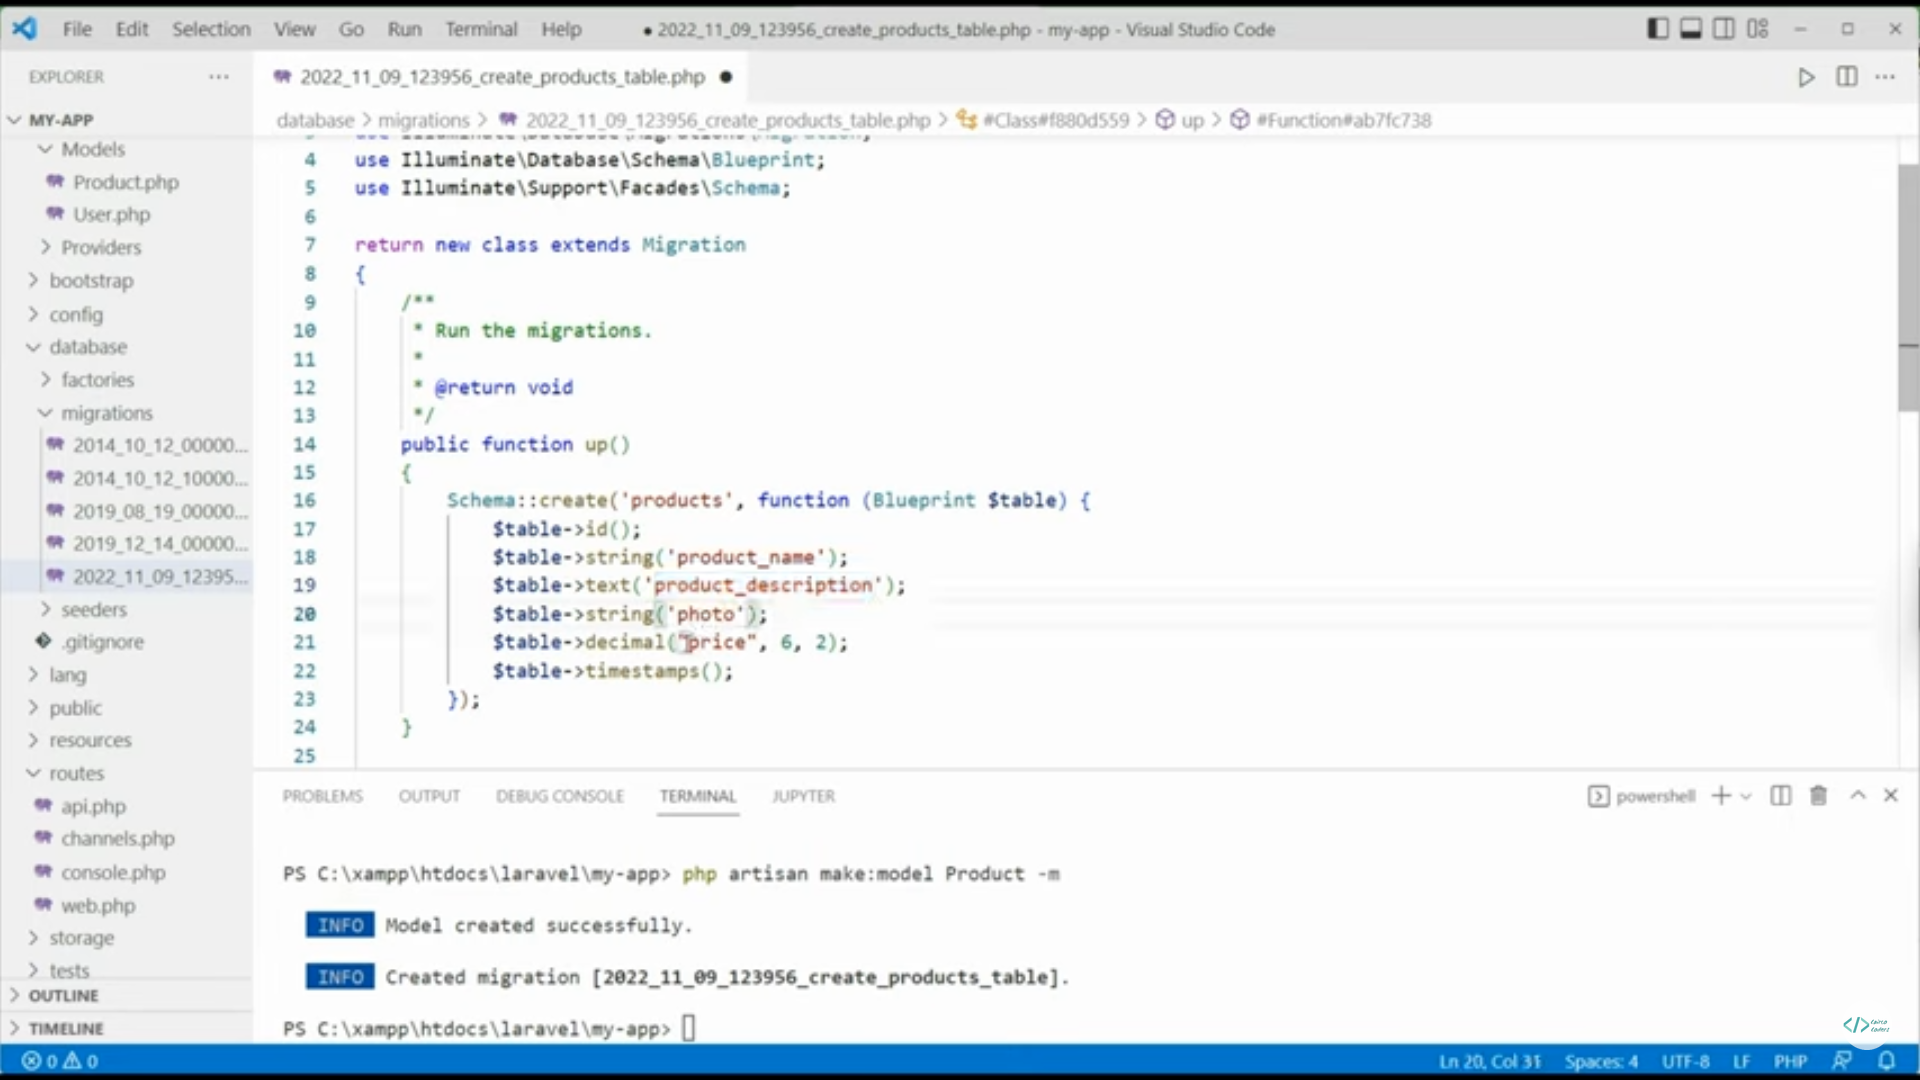 File Edit Selection View Go Run Terminal Help ● 2022_11_09_123956_create_products_table.php - my-app - Visual Studio Code
EXPLORER ···
2022_11_09_123956_create_products_table.php ●
MY-APP
database > migrations > 2022_11_09_123956_create_products_table.php > #Class#f880d559 > up > #Function#ab7fc738
Models
Product.php
User.php
Providers
bootstrap
config
database
factories
migrations
2014_10_12_00000...
2014_10_12_10000...
2019_08_19_00000...
2019_12_14_00000...
2022_11_09_12395...
seeders
.gitignore
lang
public
resources
routes
api.php
channels.php
console.php
web.php
storage
tests
OUTLINE
TIMELINE
3 use Illuminate\Database\Migrations\Migration;
4 use Illuminate\Database\Schema\Blueprint;
5 use Illuminate\Support\Facades\Schema;
6
7 return new class extends Migration
8 {
9 /**
10 * Run the migrations.
11 *
12 * @return void
13 */
14 public function up()
15 {
16 Schema::create('products', function (Blueprint $table) {
17 $table->id();
18 $table->string('product_name');
19 $table->text('product_description');
20 $table->string('photo');
21 $table->decimal("price", 6, 2);
22 $table->timestamps();
23 });
24 }
25
PROBLEMS OUTPUT DEBUG CONSOLE TERMINAL JUPYTER powershell
PS C:\xampp\htdocs\laravel\my-app> php artisan make:model Product -m
INFO Model created successfully.
INFO Created migration [2022_11_09_123956_create_products_table].
PS C:\xampp\htdocs\laravel\my-app>
0 0 Ln 20, Col 31 Spaces: 4 UTF-8 LF PHP